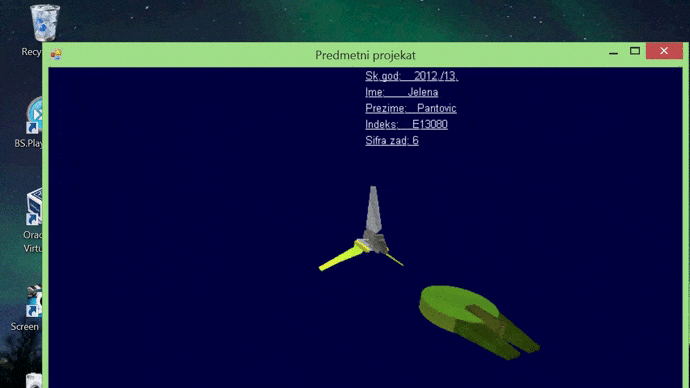 Recy
Predmetni projekat
Sk.god: 2012./13.
Ime: Jelena
Prezime: Pantovic
Indeks: E13080
Sifra zad: 6
BS.Play
Orac
Virtu
Screen